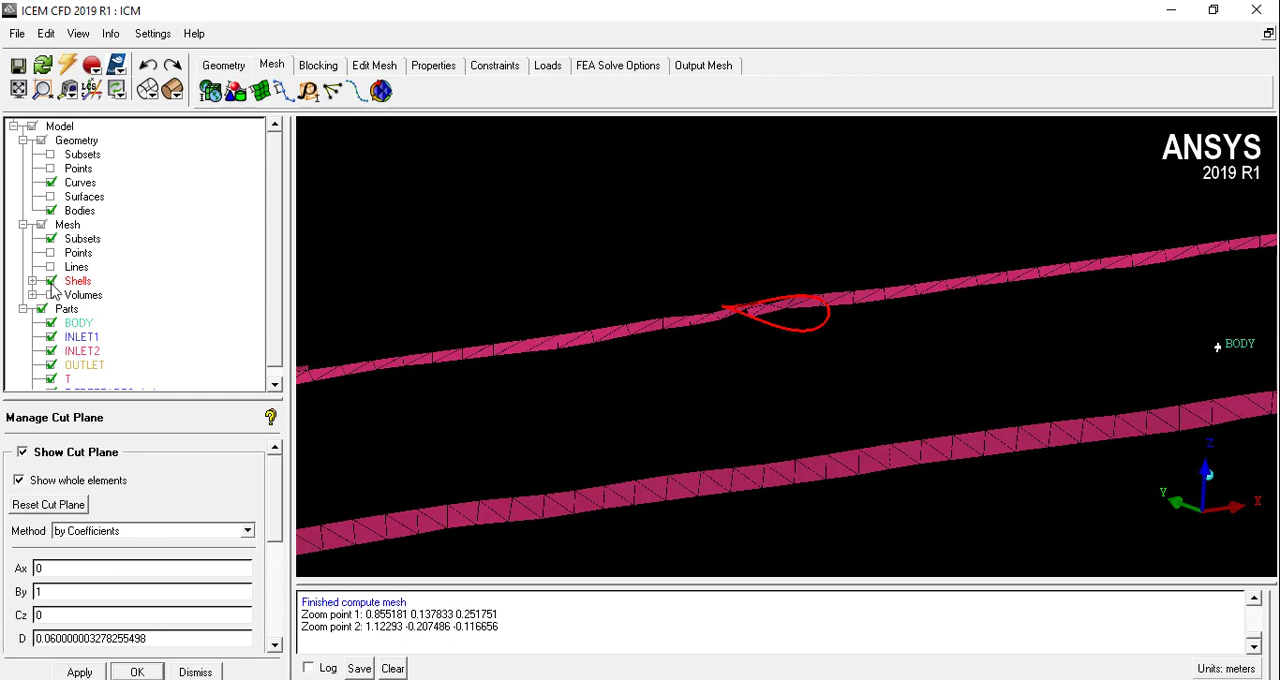 ICEM CFD 2019 R1 : ICM
File Edit View Info Settings Help
Geometry Mesh Blocking Edit Mesh Properties Constraints Loads FEA Solve Options Output Mesh
LCS
Model
Geometry
Subsets
Points
Curves
Surfaces
Bodies
Mesh
Subsets
Points
Lines
Shells
Volumes
Parts
BODY
INLET1
INLET2
OUTLET
T
Manage Cut Plane
Show Cut Plane
Show whole elements
Reset Cut Plane
Method by Coefficients
Ax 0
By 1
Cz 0
D 0.060000003278255498
Apply OK Dismiss
ANSYS
2019 R1
BODY
Z
Y
X
Finished compute mesh
Zoom point 1: 0.855181 0.137833 0.251751
Zoom point 2: 1.12293 -0.207486 -0.116656
Log Save Clear
Units: meters